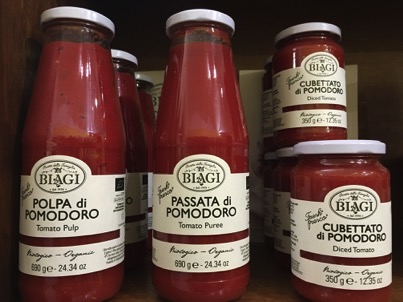 BIAGI
POLPA di
POMODORO
Tomato Pulp
Biologico - Organic
690 g ℮ - 24.34 oz
BIAGI
PASSATA di
POMODORO
Tomato Puree
Biologico - Organic
690 g ℮ - 24.34 oz
BIAGI
CUBETTATO
di POMODORO
Diced Tomato
Biologico - Organic
350 g ℮ - 12.35 oz
BIAGI
CUBETTATO
di POMODORO
Diced Tomato
Biologico - Organic
350 g ℮ - 12.35 oz